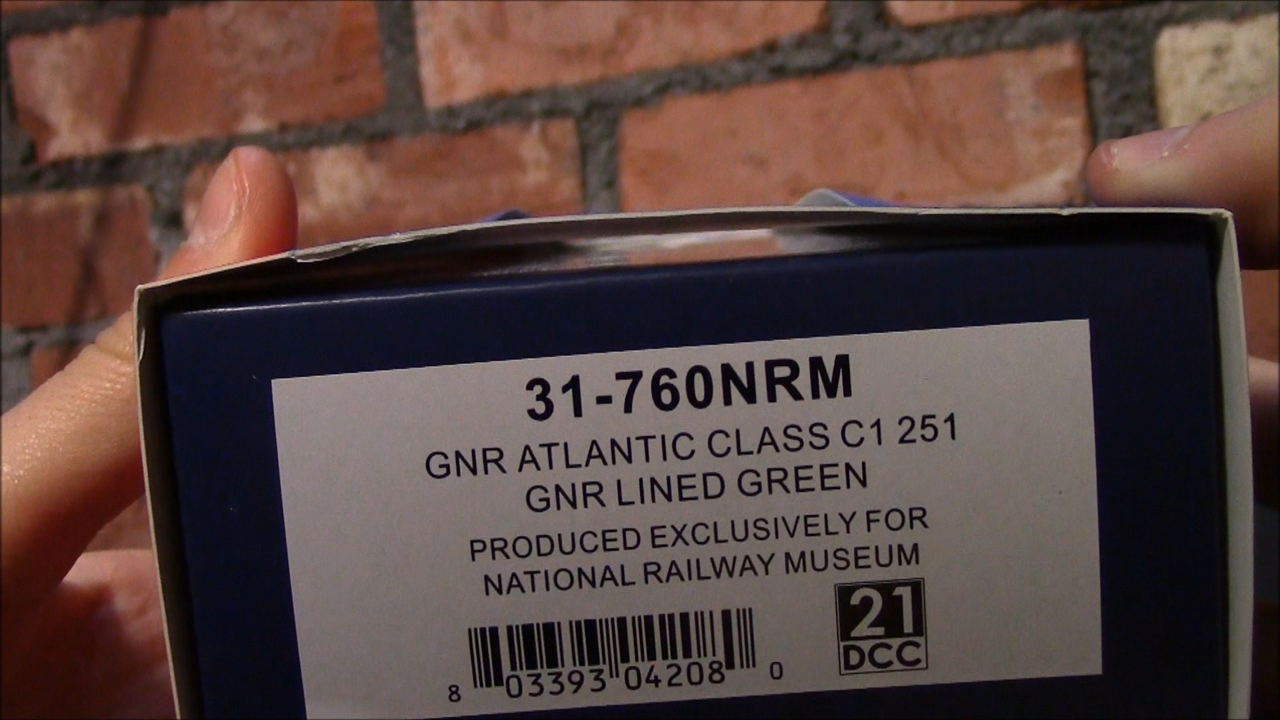 31-760NRM
GNR ATLANTIC CLASS C1 251
GNR LINED GREEN
PRODUCED EXCLUSIVELY FOR
NATIONAL RAILWAY MUSEUM
21
DCC
8 03393 04208 0